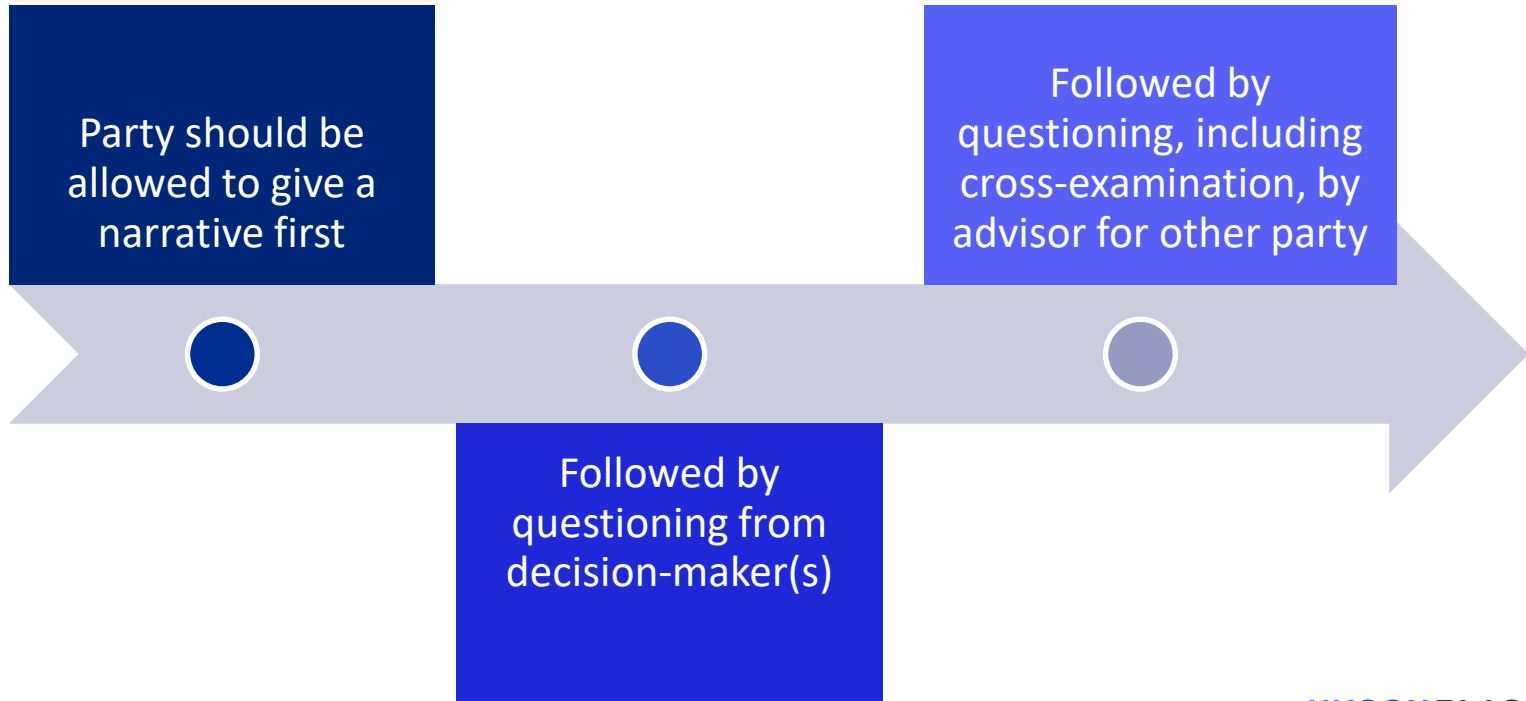 Party should be
allowed to give a
narrative first
Followed by
questioning from
decision-maker(s)
Followed by
questioning, including
cross-examination, by
advisor for other party